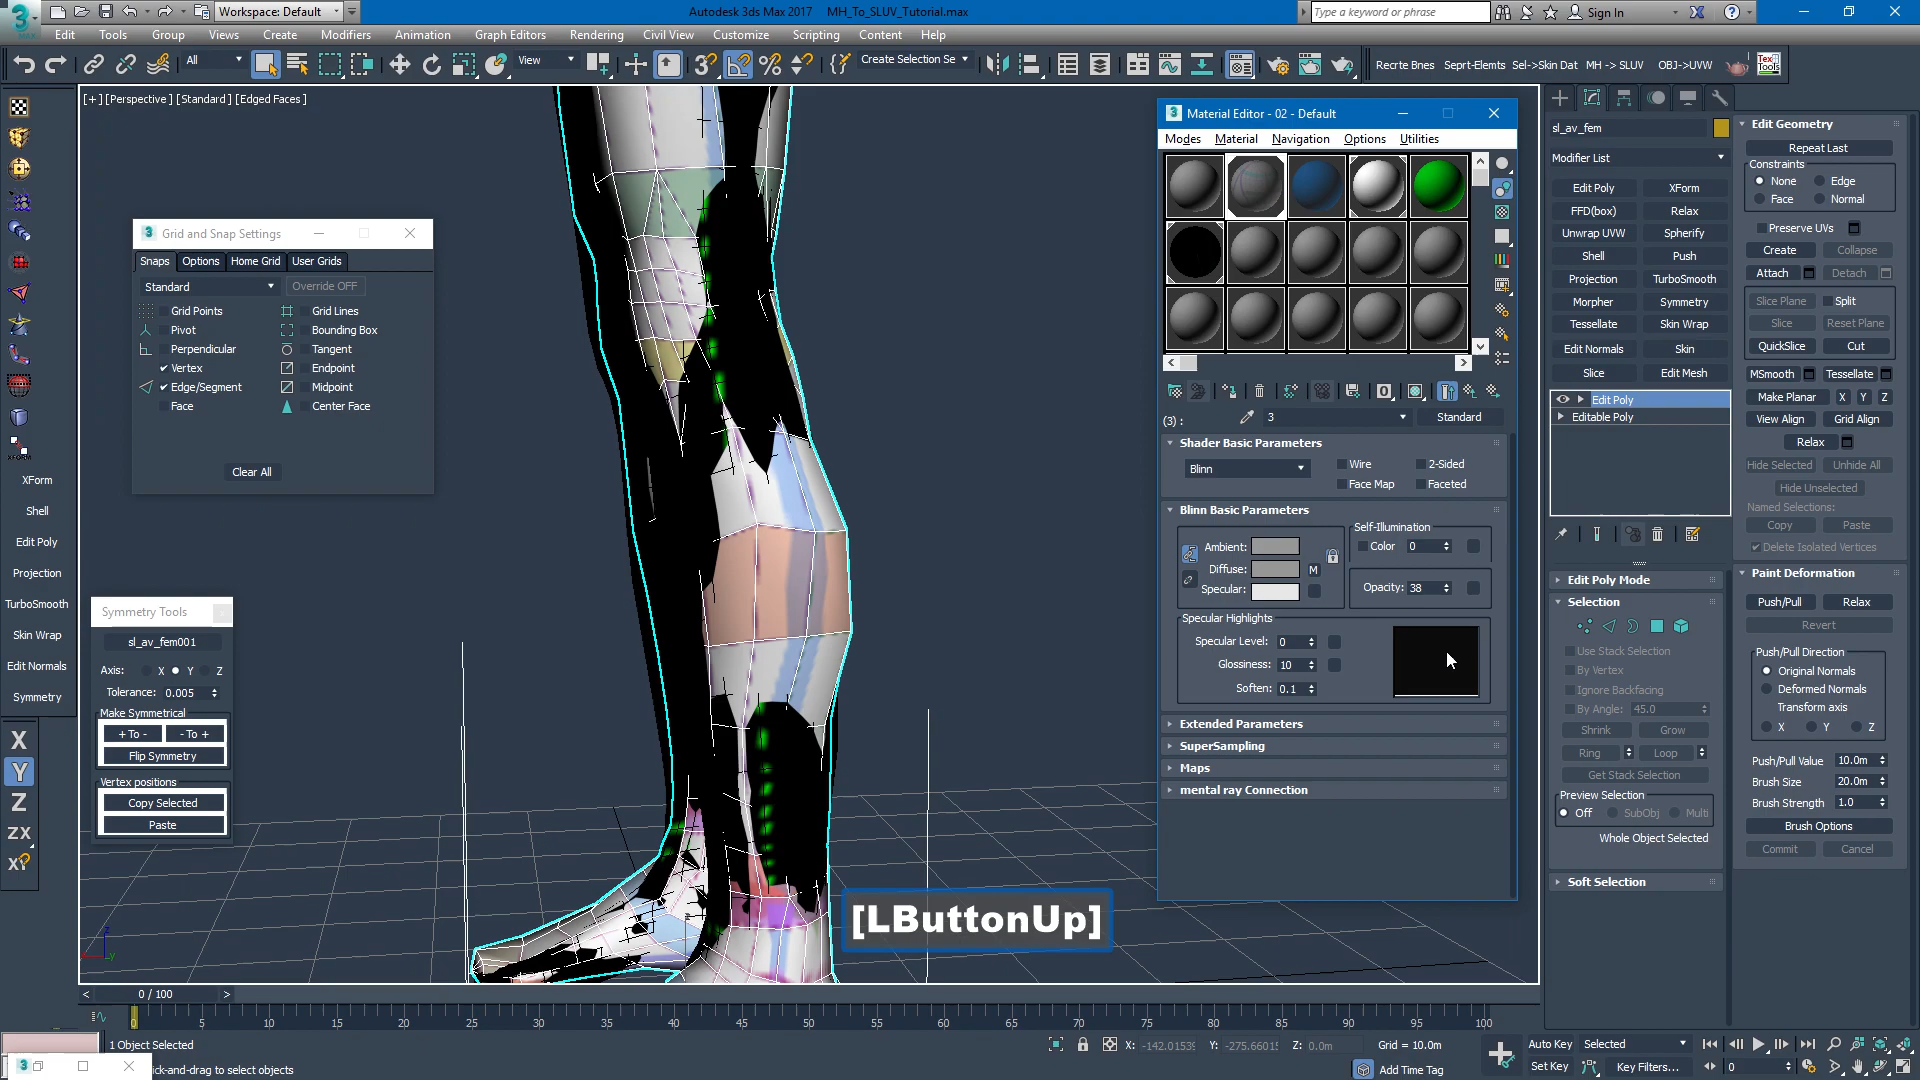 Workspace: Default
Autodesk 3ds Max 2017 MH_To_SLUV_Tutorial.max
Type a keyword or phrase
Sign In
MAX
Edit Tools Group Views Create Modifiers Animation Graph Editors Rendering Civil View Customize Scripting Content Help
All
View
Create Selection Se
Recrte Bnes Seprt-Elemts Sel->Skin Dat MH -> SLUV OBJ->UVW
[+] [Perspective ] [Standard ] [Edged Faces ]
Grid and Snap Settings
Snaps Options Home Grid User Grids
Standard
Override OFF
Grid Points
Grid Lines
Pivot
Bounding Box
Perpendicular
Tangent
Vertex
Endpoint
Edge/Segment
Midpoint
Face
Center Face
Clear All
XForm
Shell
Edit Poly
Projection
TurboSmooth
Skin Wrap
Edit Normals
Symmetry
X
Y
Z
ZX
XY
Symmetry Tools
sl_av_fem001
Axis: X Y Z
Tolerance: 0.005
Make Symmetrical
+ To - - To +
Flip Symmetry
Vertex positions
Copy Selected
Paste
Material Editor - 02 - Default
Modes Material Navigation Options Utilities
(3) : 3 Standard
Shader Basic Parameters
Blinn
Wire 2-Sided
Face Map Faceted
Blinn Basic Parameters
Self-Illumination
Ambient:
Color 0
Diffuse: M
Specular:
Opacity: 38
Specular Highlights
Specular Level: 0
Glossiness: 10
Soften: 0.1
Extended Parameters
SuperSampling
Maps
mental ray Connection
[LButtonUp]
sl_av_fem
Modifier List
Edit Poly XForm
FFD(box) Relax
Unwrap UVW Spherify
Shell Push
Projection TurboSmooth
Morpher Symmetry
Tessellate Skin Wrap
Edit Normals Skin
Slice Edit Mesh
Edit Poly
Editable Poly
Edit Poly Mode
Selection
Use Stack Selection
By Vertex
Ignore Backfacing
By Angle: 45.0
Shrink Grow
Ring Loop
Get Stack Selection
Preview Selection
Off SubObj Multi
Whole Object Selected
Soft Selection
Edit Geometry
Repeat Last
Constraints
None Edge
Face Normal
Preserve UVs
Create Collapse
Attach Detach
Slice Plane Split
Slice Reset Plane
QuickSlice Cut
MSmooth Tessellate
Make Planar X Y Z
View Align Grid Align
Relax
Hide Selected Unhide All
Hide Unselected
Named Selections:
Copy Paste
Delete Isolated Vertices
Paint Deformation
Push/Pull Relax
Revert
Push/Pull Direction
Original Normals
Deformed Normals
Transform axis
X Y Z
Push/Pull Value 10.0m
Brush Size 20.0m
Brush Strength 1.0
Brush Options
Commit Cancel
< 0 / 100 >
0 5 10 15 20 25 30 35 40 45 50 55 60 65 70 75 80 85 90 95 100
1 Object Selected
X: -142.0153 Y: -275.6601 Z: 0.0m Grid = 10.0m
Auto Key Selected
ick-and-drag to select objects
Add Time Tag
Set Key Key Filters...
0